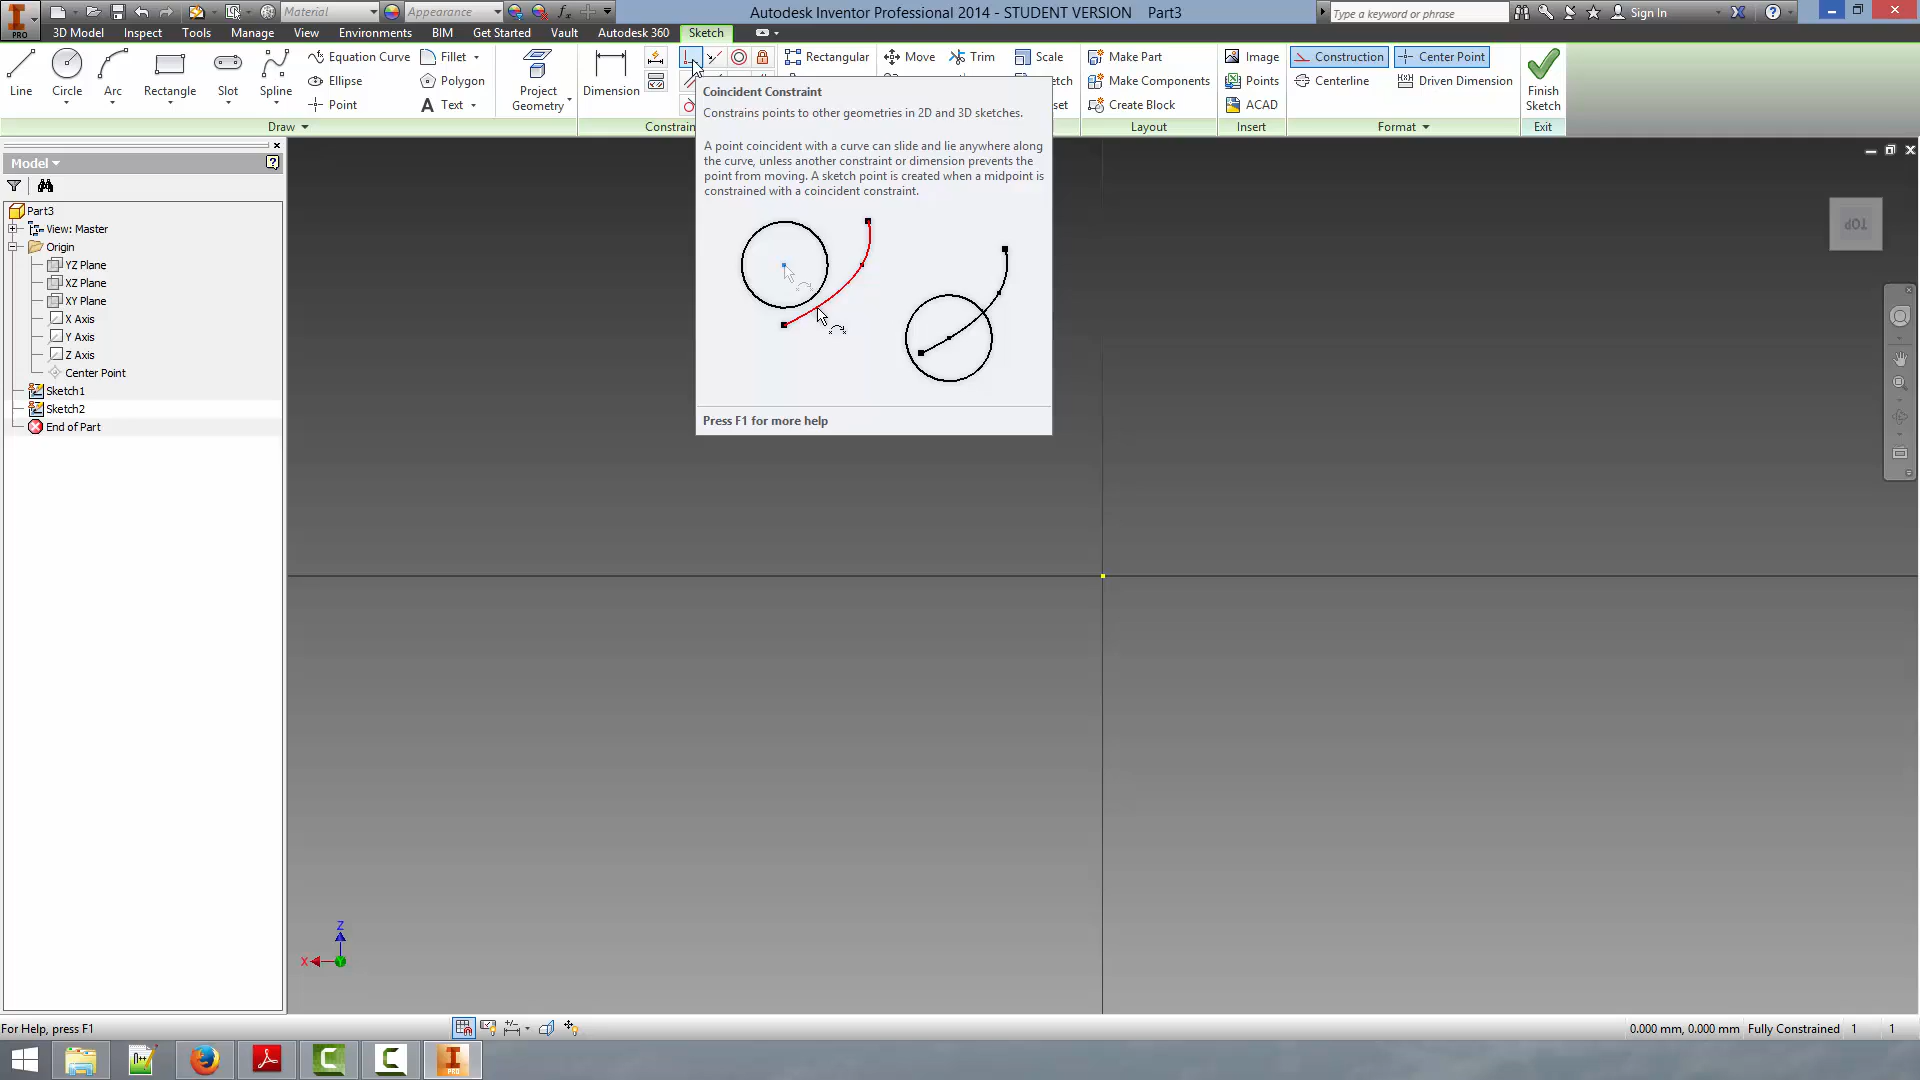 Material
Appearance
Autodesk Inventor Professional 2014 - STUDENT VERSION Part3
Type a keyword or phrase
Sign In
PRO
3D Model
Inspect
Tools
Manage
View
Environments
BIM
Get Started
Vault
Autodesk 360
Sketch
Line
Circle
Arc
Rectangle
Slot
Spline
Equation Curve
Ellipse
Point
Fillet
Polygon
Text
Project
Geometry
Dimension
Rectangular
Move
Trim
Scale
Make Part
Make Components
Create Block
Image
Points
ACAD
Construction
Centerline
Center Point
Driven Dimension
Finish
Sketch
Draw
Constrain
Layout
Insert
Format
Exit
Coincident Constraint
Constrains points to other geometries in 2D and 3D sketches.
A point coincident with a curve can slide and lie anywhere along
the curve, unless another constraint or dimension prevents the
point from moving. A sketch point is created when a midpoint is
constrained with a coincident constraint.
Press F1 for more help
Model
Part3
View: Master
Origin
YZ Plane
XZ Plane
XY Plane
X Axis
Y Axis
Z Axis
Center Point
Sketch1
Sketch2
End of Part
TOP
Z
X
For Help, press F1
0.000 mm, 0.000 mm Fully Constrained 1 1